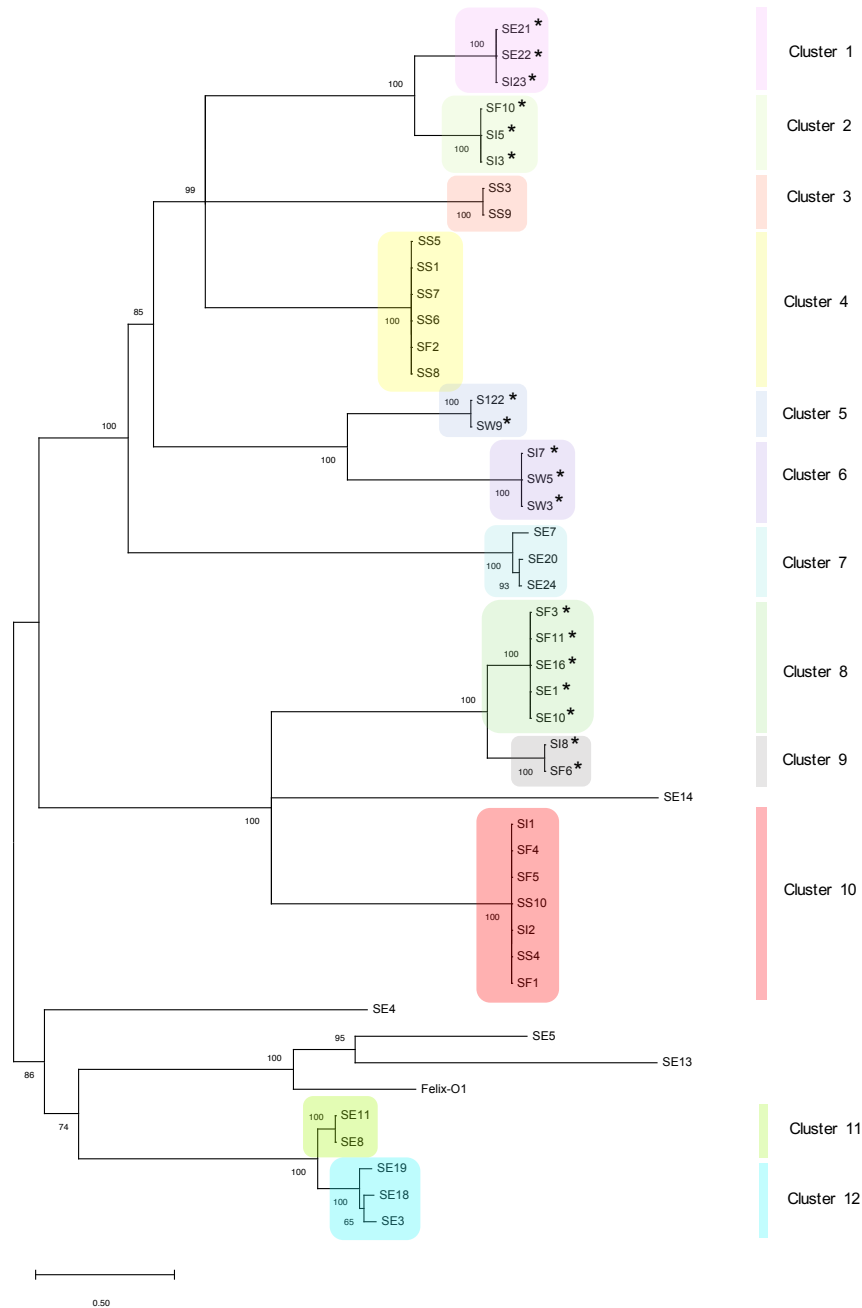 SE21 *
100
SE22 *
Cluster 1
SI23 *
100
SF10 *
SI5 *
Cluster 2
100
SI3 *
99
SS3
Cluster 3
100
SS9
SS5
SS1
SS7
Cluster 4
85
100
SS6
SF2
SS8
100
S122 *
Cluster 5
100
SW9 *
100
SI7 *
SW5 *
Cluster 6
100
SW3 *
SE7
100
SE20
Cluster 7
93
SE24
SF3 *
SF11 *
100
SE16 *
Cluster 8
100
SE1 *
SE10 *
SI8 *
Cluster 9
100
SF6 *
SE14
100
SI1
SF4
SF5
Cluster 10
100
SS10
SI2
SS4
SF1
SE4
86
95
SE5
100
SE13
Felix-O1
74
100
SE11
Cluster 11
SE8
100
SE19
100
SE18
Cluster 12
65
SE3
0.50